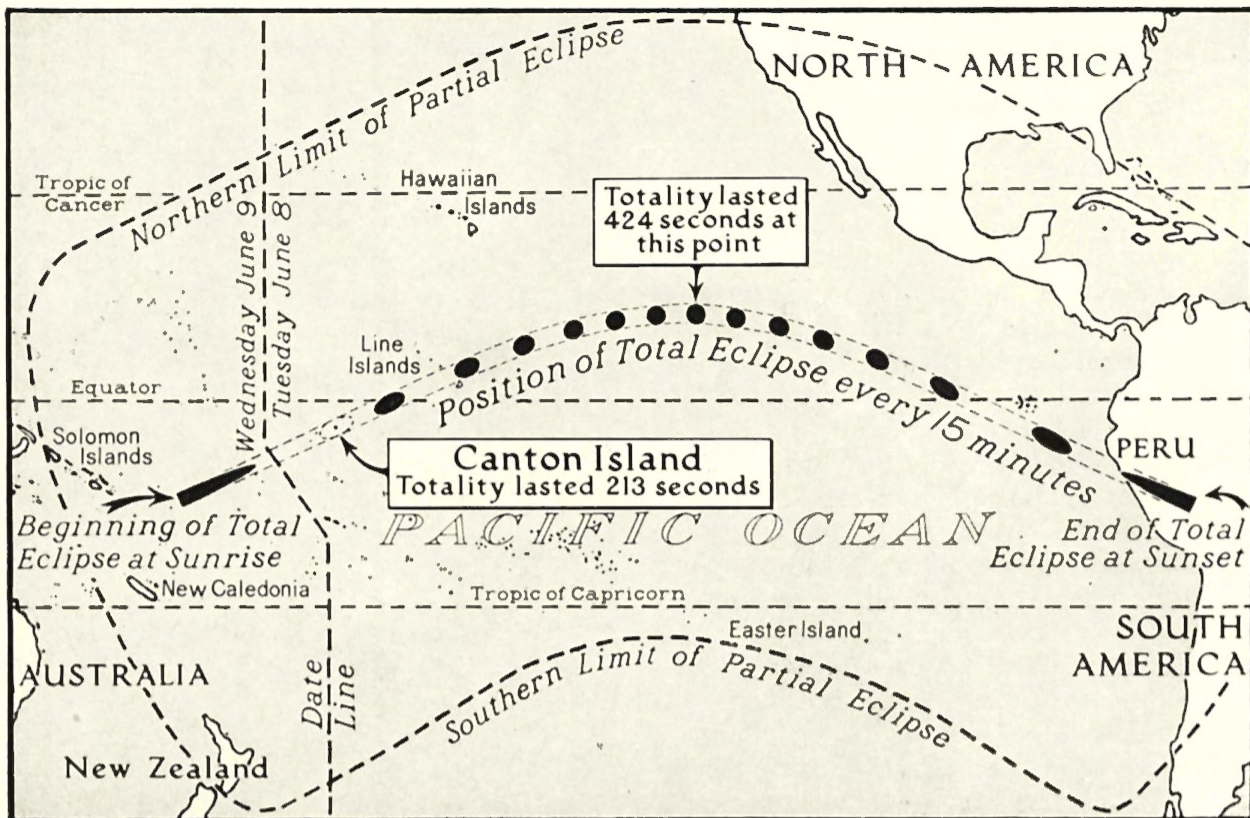 NORTH AMERICA
Northern Limit of Partial Eclipse
Tropic of
Cancer
Hawaiian
Islands
Totality lasted
424 seconds at
this point
Wednesday June 9
Tuesday June 8
Line
Islands
Equator
Position of Total Eclipse every 15 minutes
Solomon
Islands
PERU
Canton Island
Totality lasted 213 seconds
Beginning of Total
Eclipse at Sunrise
PACIFIC OCEAN
End of Total
Eclipse at Sunset
New Caledonia
Tropic of Capricorn
Easter Island
SOUTH
AMERICA
AUSTRALIA
Date
Line
Southern Limit of Partial Eclipse
New Zealand